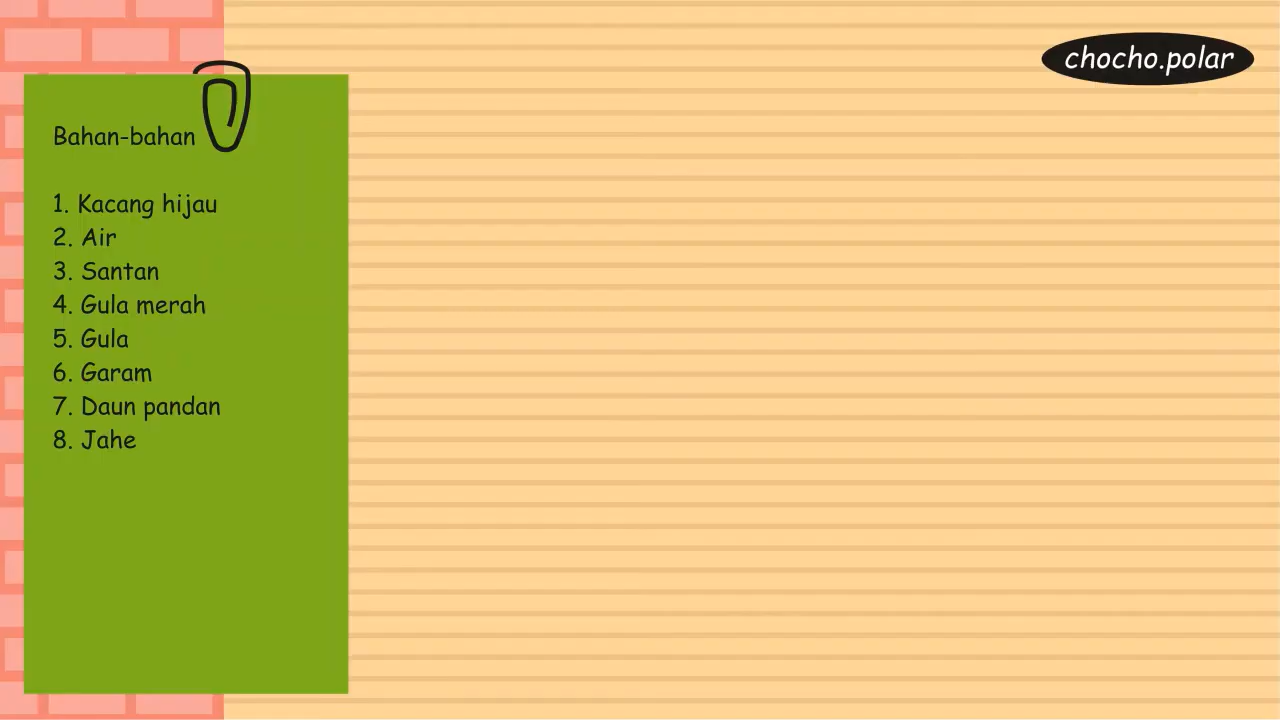 chocho.polar
Bahan-bahan
1. Kacang hijau
2. Air
3. Santan
4. Gula merah
5. Gula
6. Garam
7. Daun pandan
8. Jahe